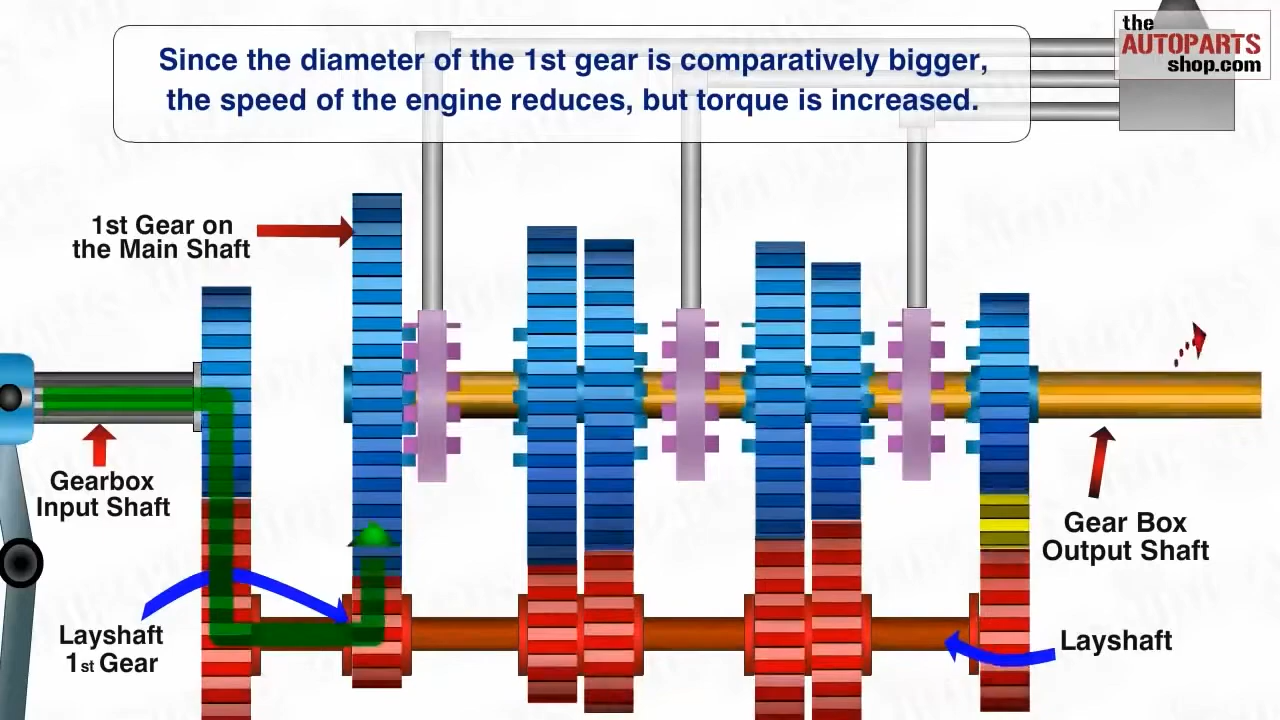 Since the diameter of the 1st gear is comparatively bigger,
the speed of the engine reduces, but torque is increased.
the
AUTOPARTS
shop.com
1st Gear on
the Main Shaft
Gearbox
Input Shaft
Gear Box
Output Shaft
Layshaft
1st Gear
Layshaft